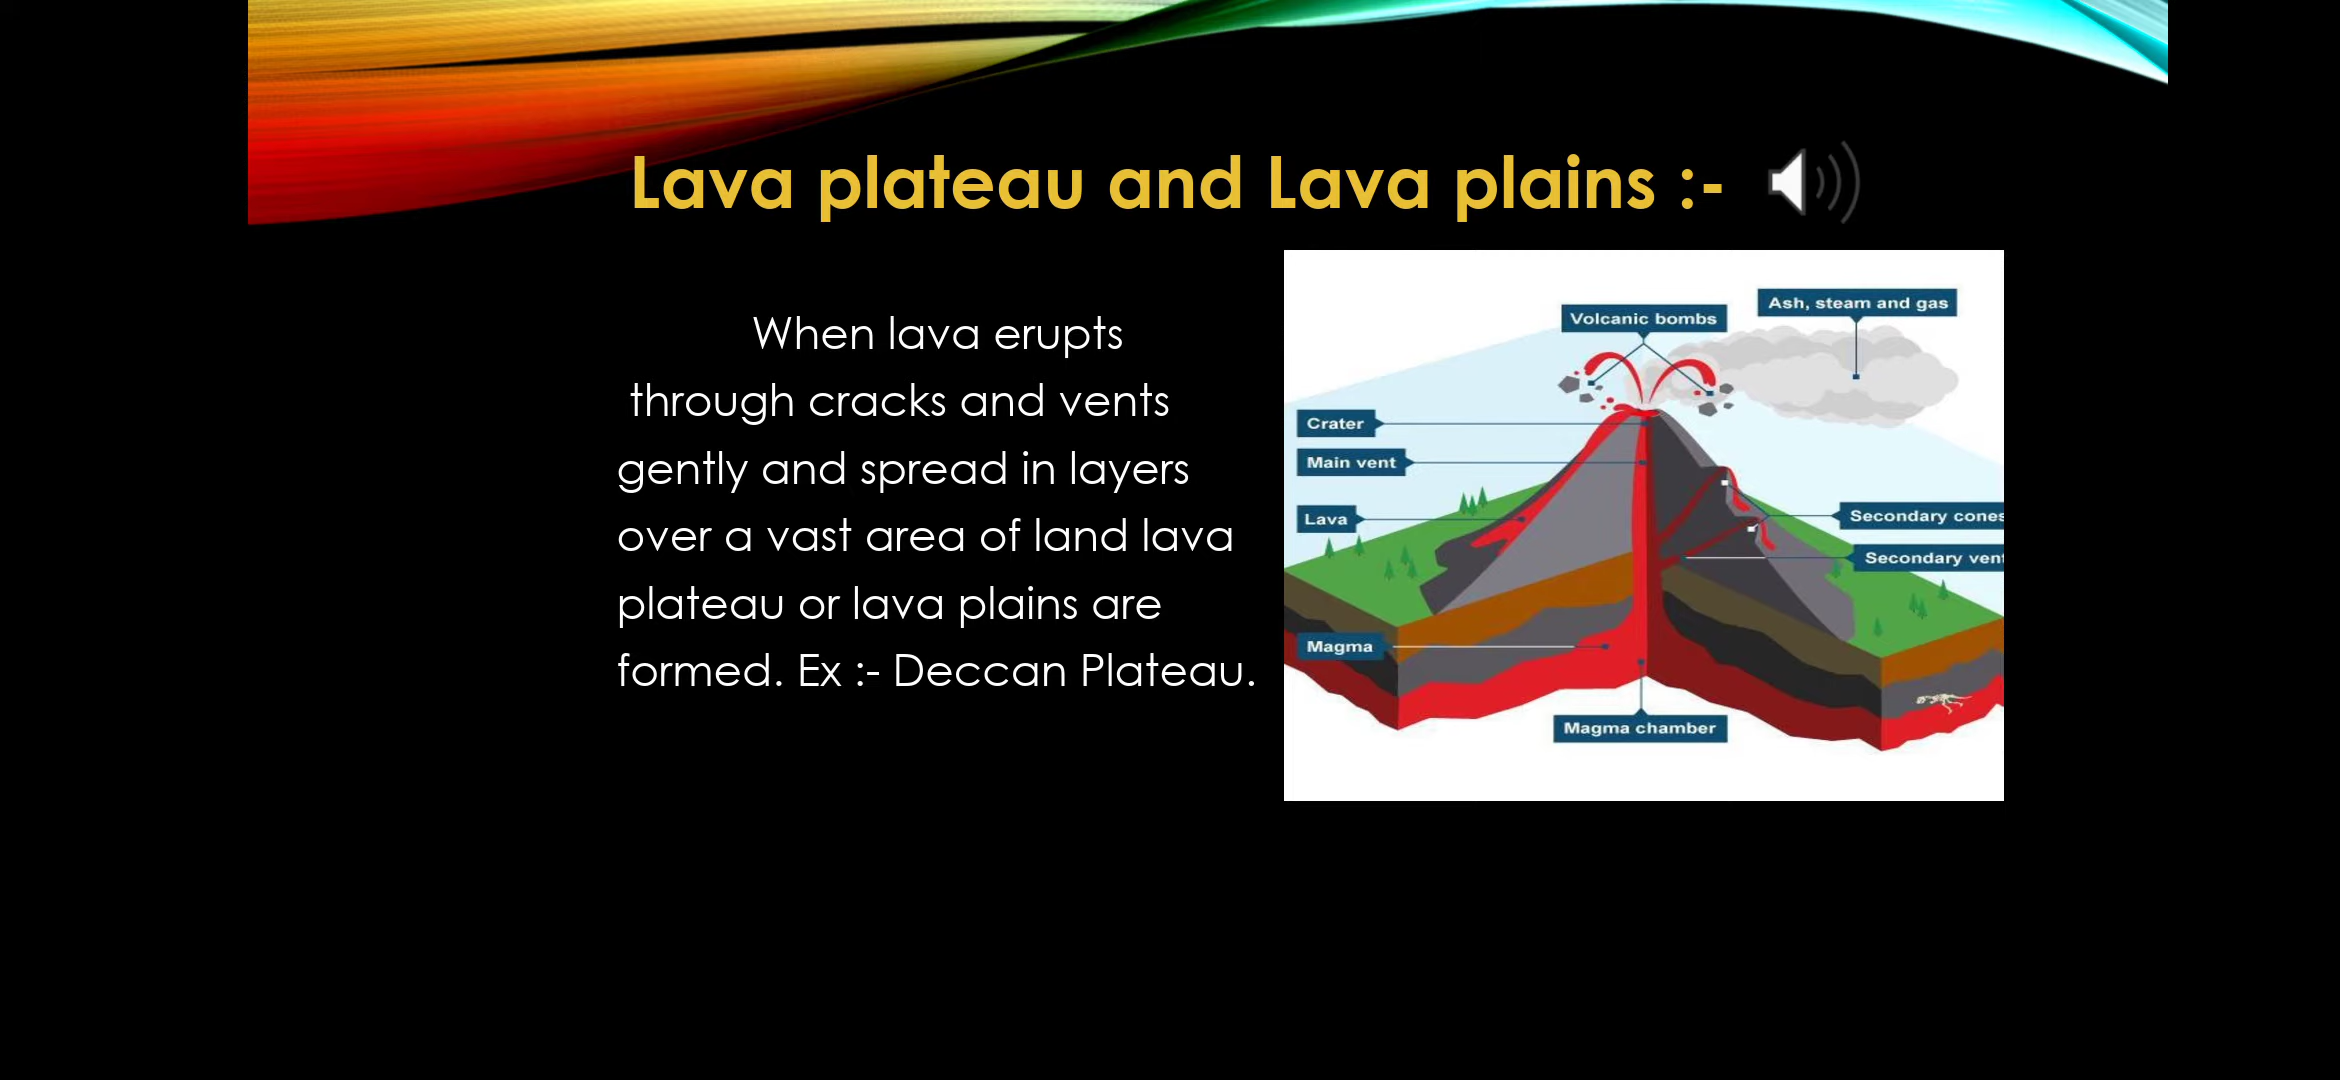 Lava plateau and Lava plains :-
When lava erupts
through cracks and vents
gently and spread in layers
over a vast area of land lava
plateau or lava plains are
formed. Ex :- Deccan Plateau.
Ash, steam and gas
Volcanic bombs
Crater
Main vent
Lava
Secondary cones
Secondary vent
Magma
Magma chamber